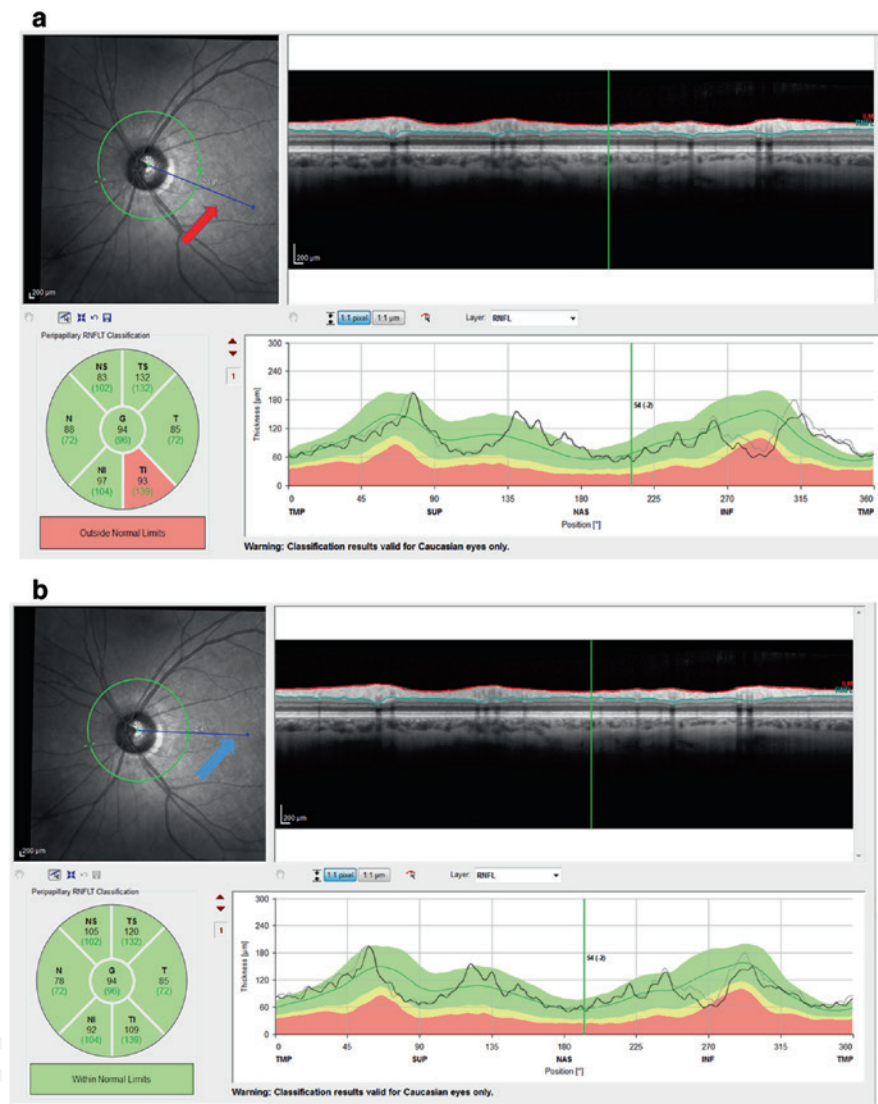 a
ILM
RNFL
200 µm
200 µm
Peripapillary RNFLT Classification
1:1 pixel 1:1 µm Layer: RNFL
NS
83
(102)
TS
132
(132)
N
88
(72)
G
94
(96)
T
85
(72)
NI
97
(104)
TI
93
(139)
Outside Normal Limits
1
Thickness [µm]
300
240
180
120
60
0
54 (-2)
0 45 90 135 180 225 270 315 360
TMP SUP NAS INF TMP
Position [°]
Warning: Classification results valid for Caucasian eyes only.
b
ILM
RNFL
200 µm
200 µm
Peripapillary RNFLT Classification
1:1 pixel 1:1 µm Layer: RNFL
NS
105
(102)
TS
120
(132)
N
78
(72)
G
94
(96)
T
85
(72)
NI
92
(104)
TI
109
(139)
Within Normal Limits
1
Thickness [µm]
300
240
180
120
60
0
54 (-2)
0 45 90 135 180 225 270 315 360
TMP SUP NAS INF TMP
Position [°]
Warning: Classification results valid for Caucasian eyes only.